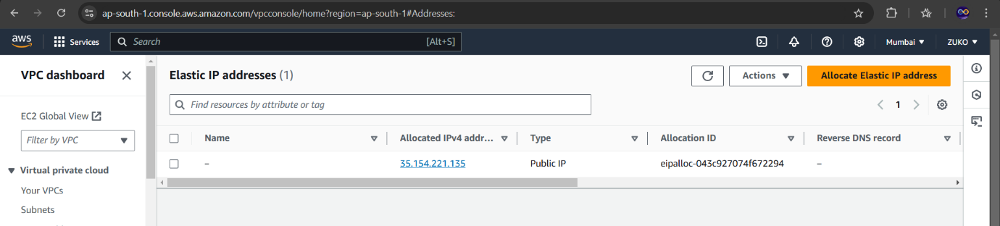 ap-south-1.console.aws.amazon.com/vpcconsole/home?region=ap-south-1#Addresses:
aws
Services
Search
[Alt+S]
Mumbai
ZUKO
VPC dashboard
EC2 Global View
Filter by VPC
Virtual private cloud
Your VPCs
Subnets
Elastic IP addresses (1)
Actions
Allocate Elastic IP address
Find resources by attribute or tag
1
Name Allocated IPv4 addr... Type Allocation ID Reverse DNS record
– 35.154.221.135 Public IP eipalloc-043c927074f672294 –